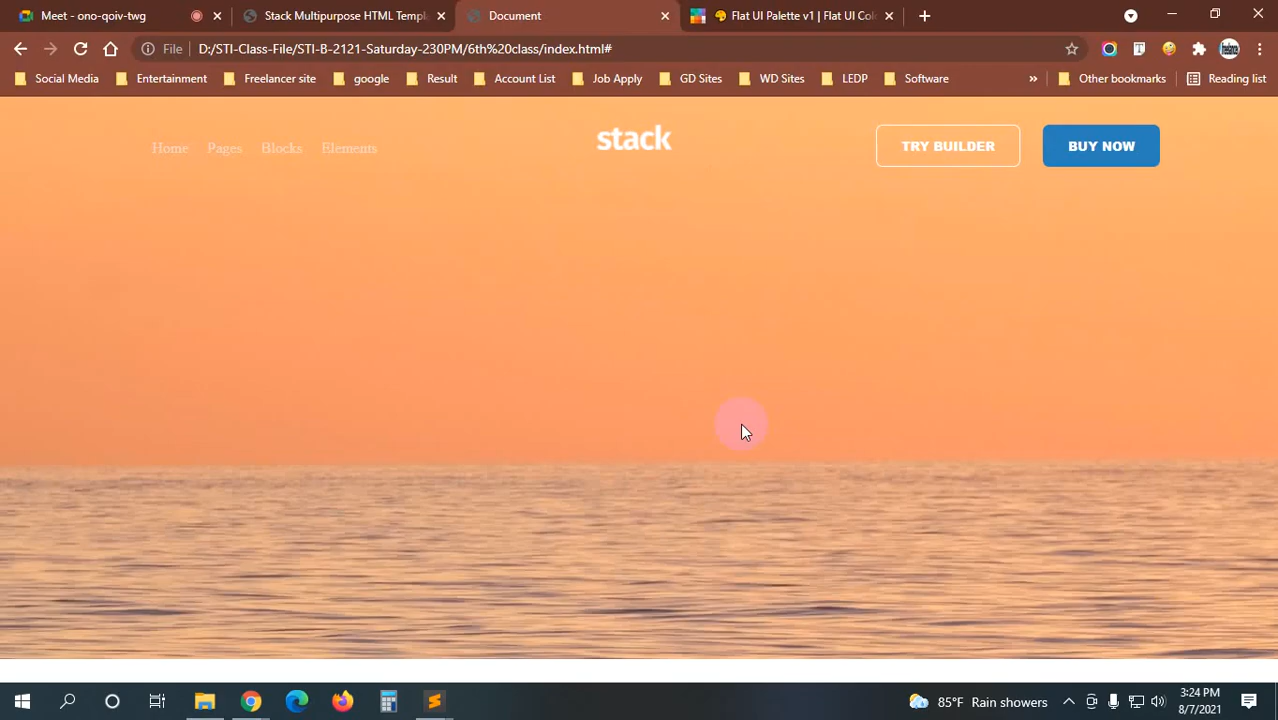 Meet - ono-qoiv-twg
Stack Multipurpose HTML Templ
Document
Flat UI Palette v1 | Flat UI Col
File D:/STI-Class-File/STI-B-2121-Saturday-230PM/6th%20class/index.html#
Social Media Entertainment Freelancer site google Result Account List Job Apply GD Sites WD Sites LEDP Software » Other bookmarks Reading list
Home Pages Blocks Elements stack TRY BUILDER BUY NOW
85°F Rain showers 3:24 PM
8/7/2021